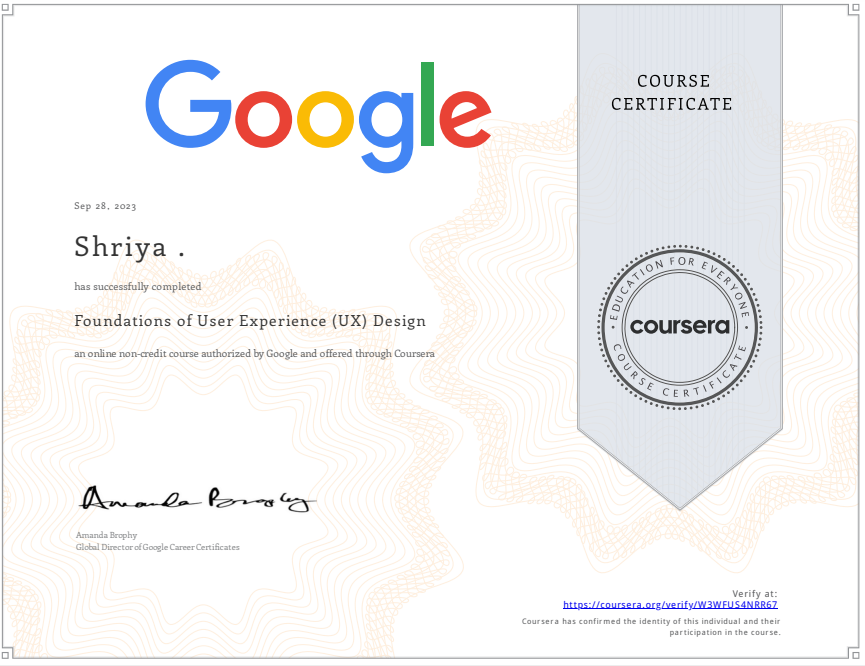 Google
COURSE
CERTIFICATE
Sep 28, 2023
Shriya .
has successfully completed
Foundations of User Experience (UX) Design
an online non-credit course authorized by Google and offered through Coursera
EDUCATION FOR EVERYONE
coursera
COURSE CERTIFICATE
Amanda Brophy
Amanda Brophy
Global Director of Google Career Certificates
Verify at:
https://coursera.org/verify/W3WFUS4NRR67
Coursera has confirmed the identity of this individual and their
participation in the course.